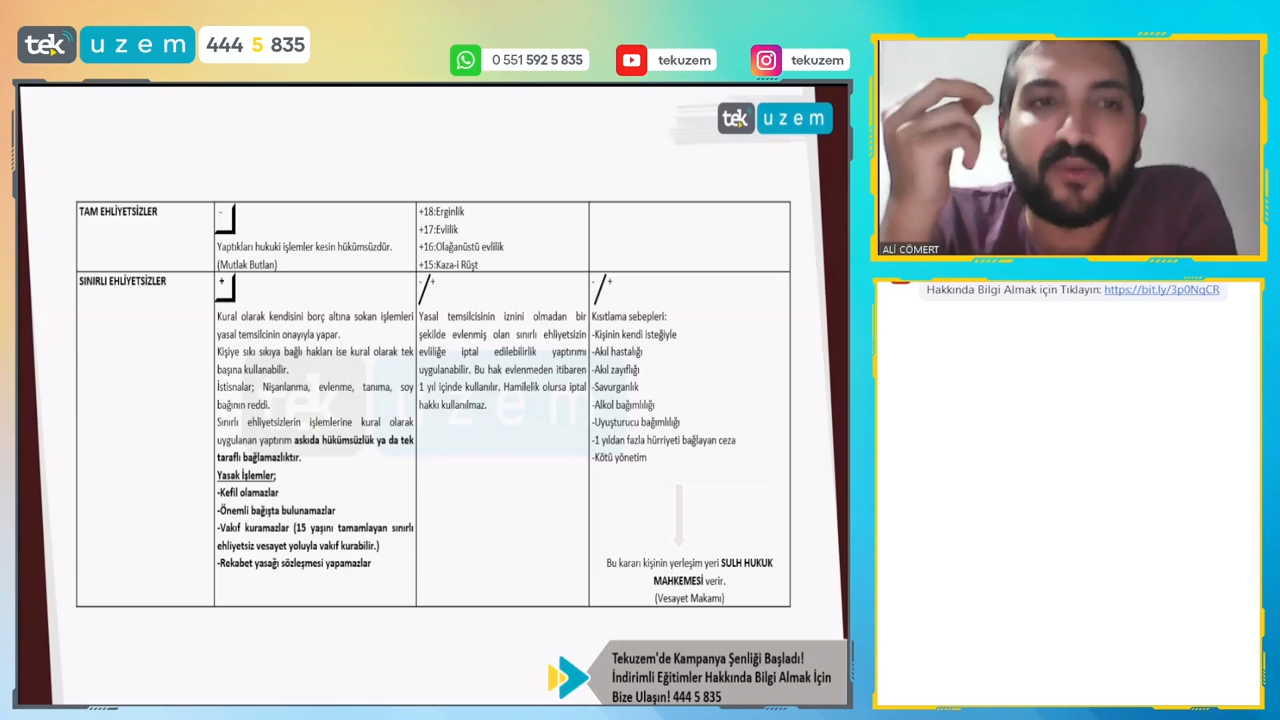 tek uzem 444 5 835
0 551 592 5 835
tekuzem
tekuzem
tek uzem
TAM EHLİYETSİZLER
-
Yaptıkları hukuki işlemler kesin hükümsüzdür.
(Mutlak Butlan)
+18:Erginlik
+17:Evlilik
+16:Olağanüstü evlilik
+15:Kaza-i Rüşt
SINIRLI EHLİYETSİZLER
+
Kural olarak kendisini borç altına sokan işlemleri
yasal temsilcinin onayıyla yapar.
Kişiye sıkı sıkıya bağlı hakları ise kural olarak tek
başına kullanabilir.
İstisnalar; Nişanlanma, evlenme, tanıma, soy
bağının reddi.
Sınırlı ehliyetsizlerin işlemlerine kural olarak
uygulanan yaptırım askıda hükümsüzlük ya da tek
taraflı bağlamazlıktır.
Yasak İşlemler;
-Kefil olamazlar
-Önemli bağışta bulunamazlar
-Vakıf kuramazlar (15 yaşını tamamlayan sınırlı
ehliyetsiz vesayet yoluyla vakıf kurabilir.)
-Rekabet yasağı sözleşmesi yapamazlar
-/+
Yasal temsilcisinin iznini olmadan bir
şekilde evlenmiş olan sınırlı ehliyetsizin
evliliğe iptal edilebilirlik yaptırımı
uygulanabilir. Bu hak evlenmeden itibaren
1 yıl içinde kullanılır. Hamilelik olursa iptal
hakkı kullanılmaz.
-/+
Kısıtlama sebepleri:
-Kişinin kendi isteğiyle
-Akıl hastalığı
-Akıl zayıflığı
-Savurganlık
-Alkol bağımlılığı
-Uyuşturucu bağımlılığı
-1 yıldan fazla hürriyeti bağlayan ceza
-Kötü yönetim
Bu kararı kişinin yerleşim yeri SULH HUKUK
MAHKEMESİ verir.
(Vesayet Makamı)
tek uzem
Tekuzem'de Kampanya Şenliği Başladı!
İndirimli Eğitimler Hakkında Bilgi Almak İçin
Bize Ulaşın! 444 5 835
ALİ CÖMERT
Hakkında Bilgi Almak için Tıklayın: https://bit.ly/3p0NqCR